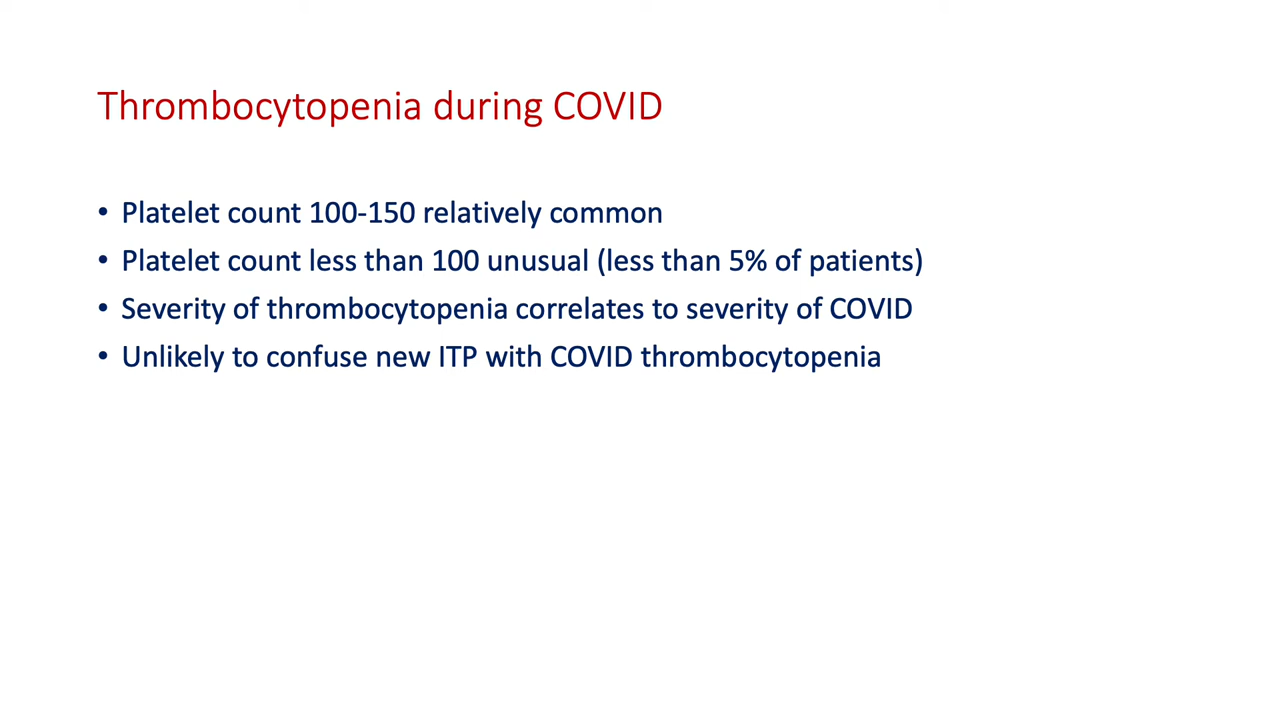 Thrombocytopenia during COVID
• Platelet count 100-150 relatively common
• Platelet count less than 100 unusual (less than 5% of patients)
• Severity of thrombocytopenia correlates to severity of COVID
• Unlikely to confuse new ITP with COVID thrombocytopenia